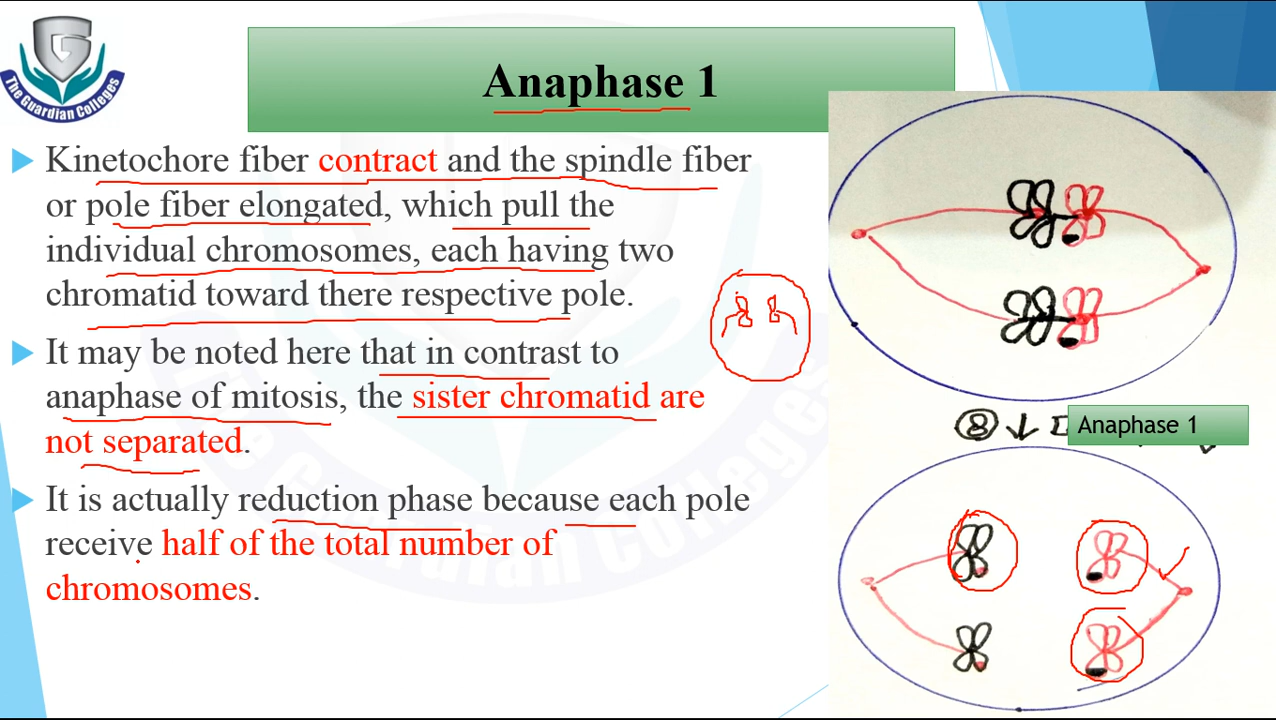 The Guardian Colleges
Anaphase 1
Kinetochore fiber contract and the spindle fiber
or pole fiber elongated, which pull the
individual chromosomes, each having two
chromatid toward there respective pole.
It may be noted here that in contrast to
anaphase of mitosis, the sister chromatid are
not separated.
It is actually reduction phase because each pole
receive half of the total number of
chromosomes.
8 ↓
Anaphase 1